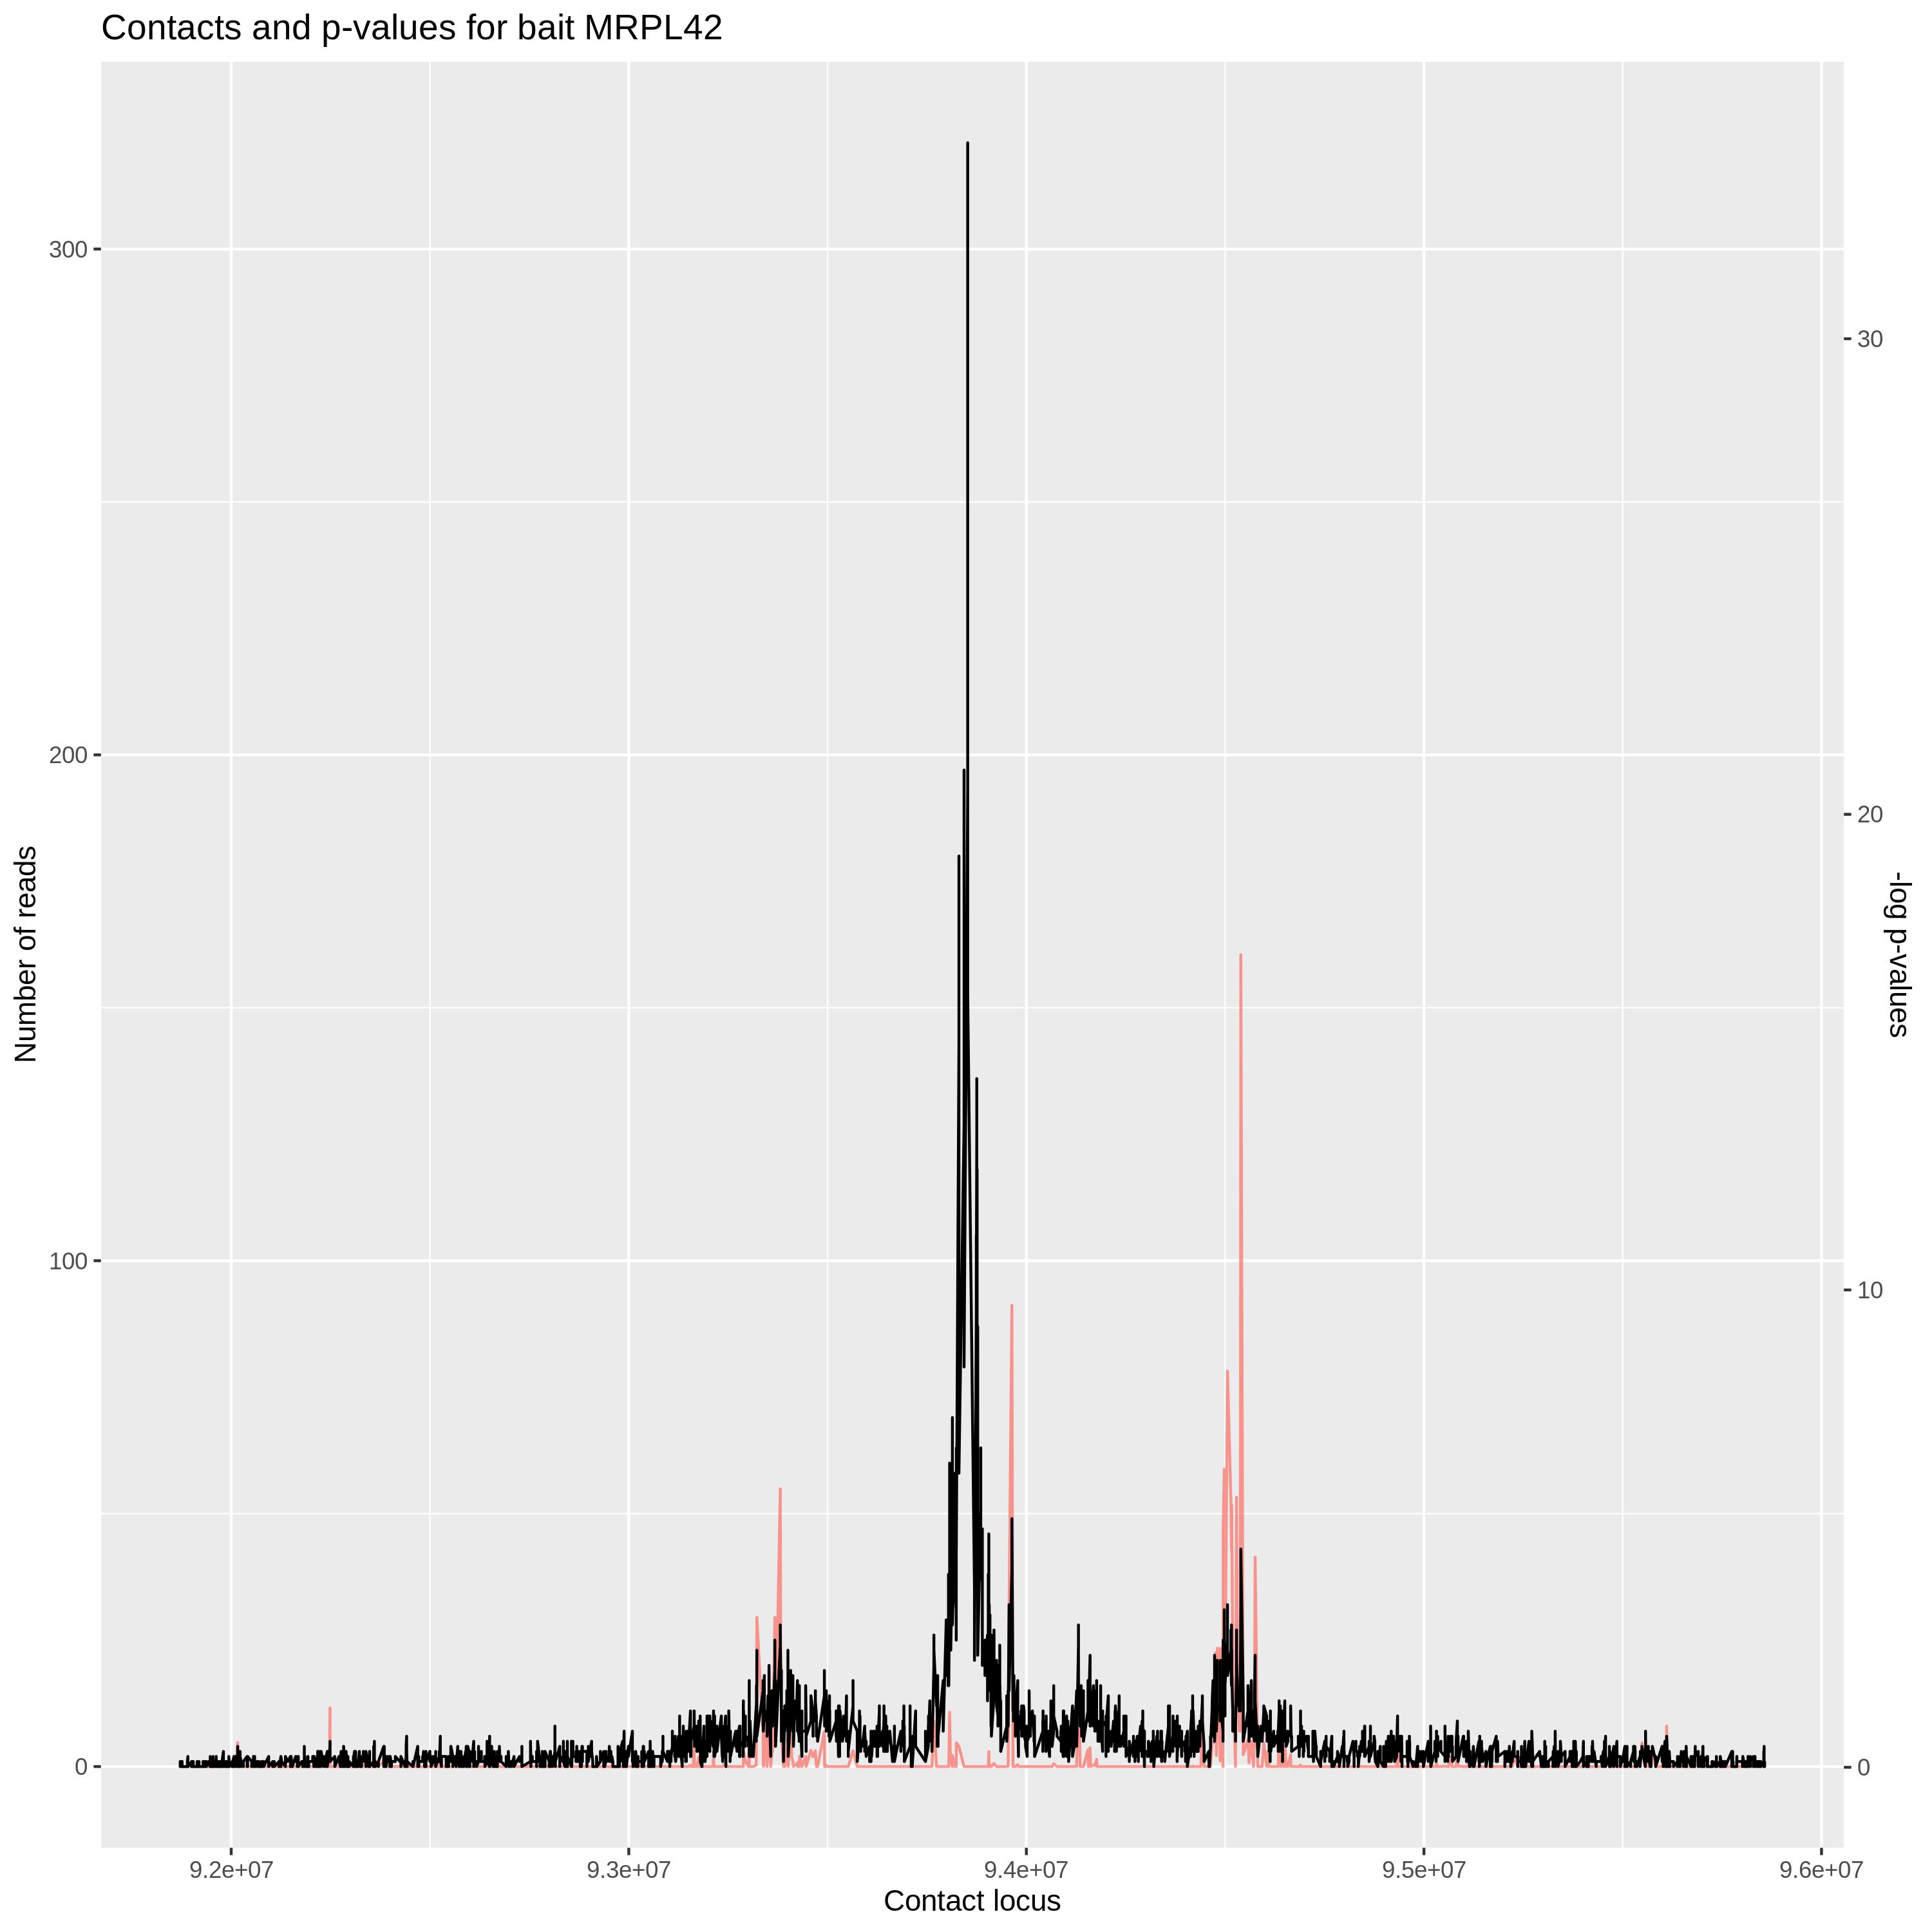 Contacts and p-values for bait MRPL42
300
200
100
0
Number of reads
30
20
10
0
-log p-values
9.2e+07
9.3e+07
9.4e+07
9.5e+07
9.6e+07
Contact locus